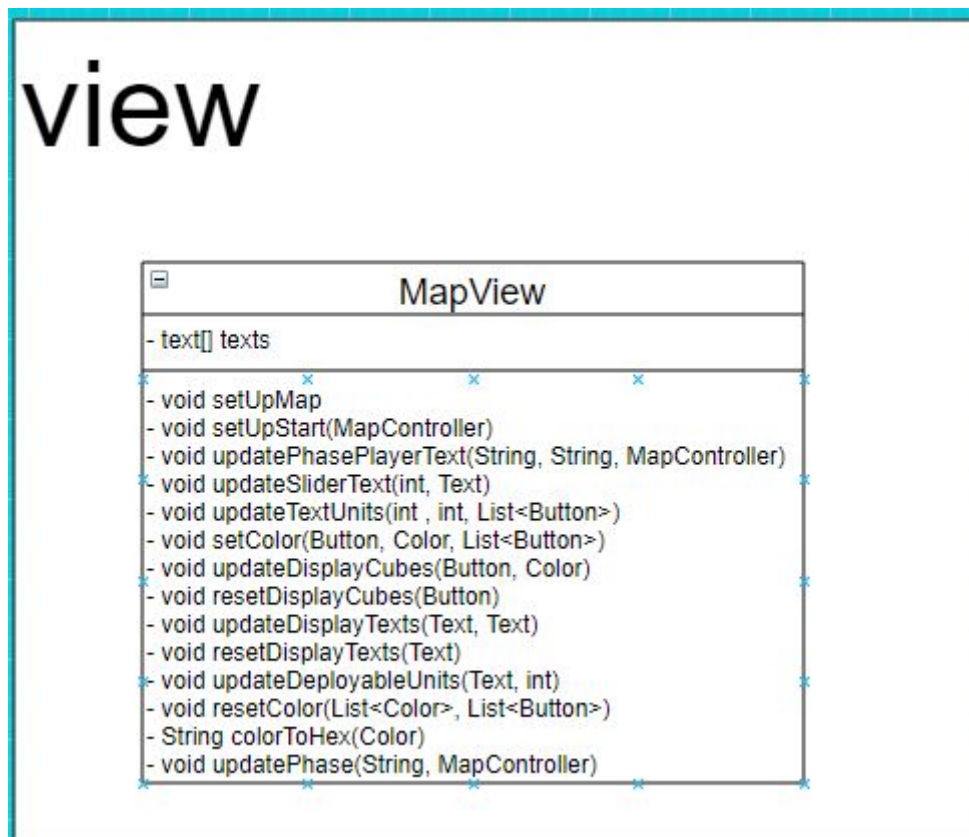 view
MapView
- text[] texts
- void setUpMap
- void setUpStart(MapController)
- void updatePhasePlayerText(String, String, MapController)
- void updateSliderText(int, Text)
- void updateTextUnits(int , int, List<Button>)
- void setColor(Button, Color, List<Button>)
- void updateDisplayCubes(Button, Color)
- void resetDisplayCubes(Button)
- void updateDisplayTexts(Text, Text)
- void resetDisplayTexts(Text)
- void updateDeployableUnits(Text, int)
- void resetColor(List<Color>, List<Button>)
- String colorToHex(Color)
- void updatePhase(String, MapController)